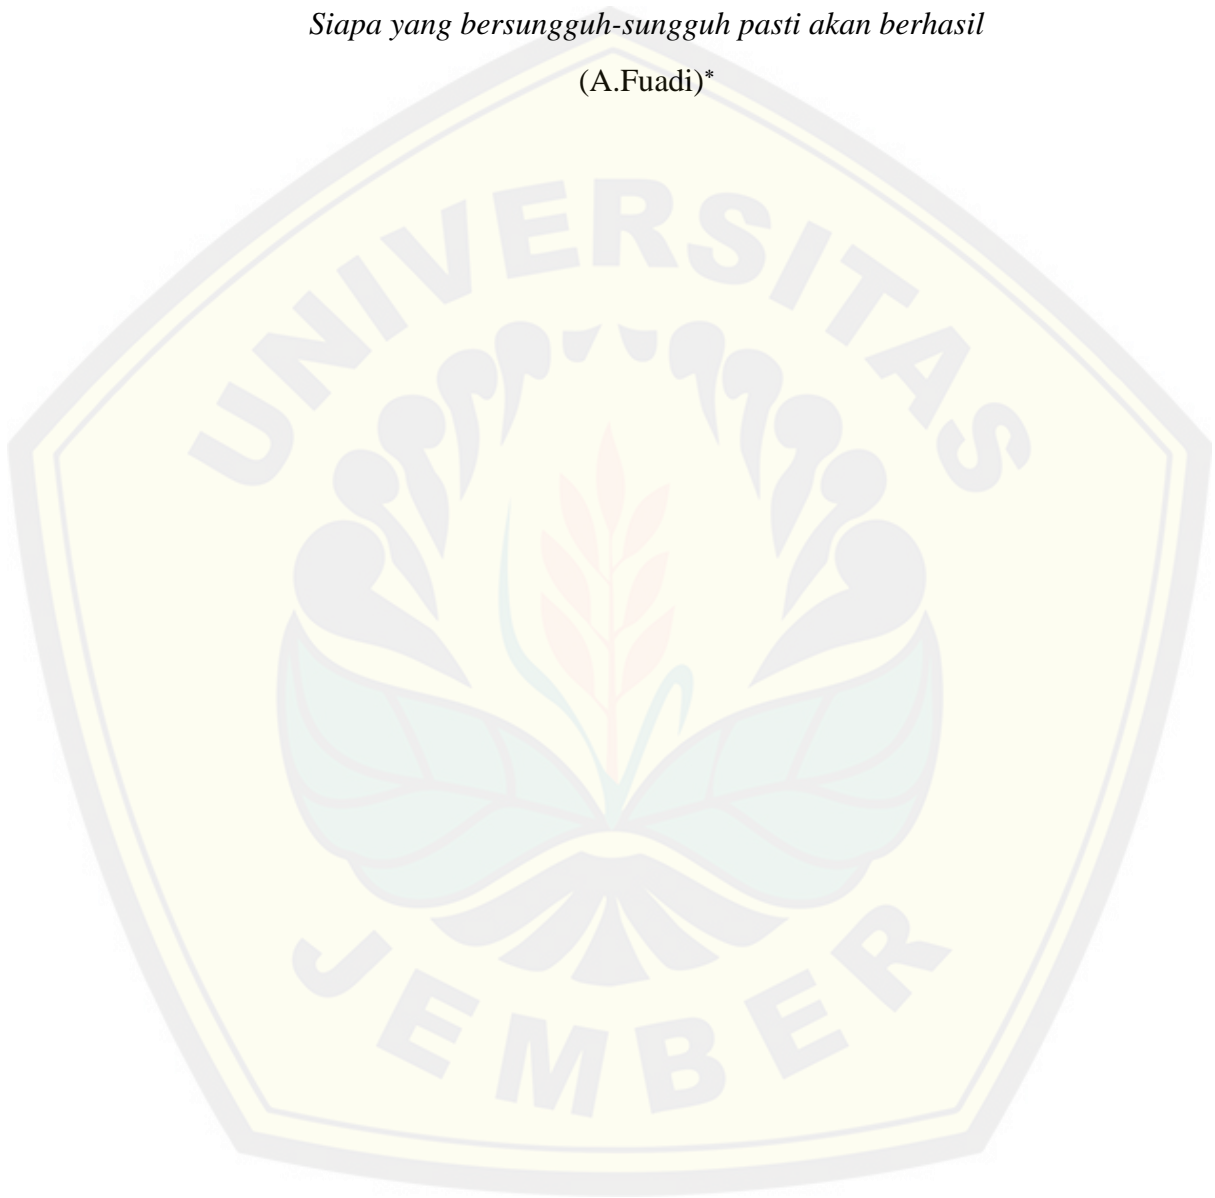 Siapa yang bersungguh-sungguh pasti akan berhasil
(A.Fuadi)*
UNIVERSITAS
JEMBER